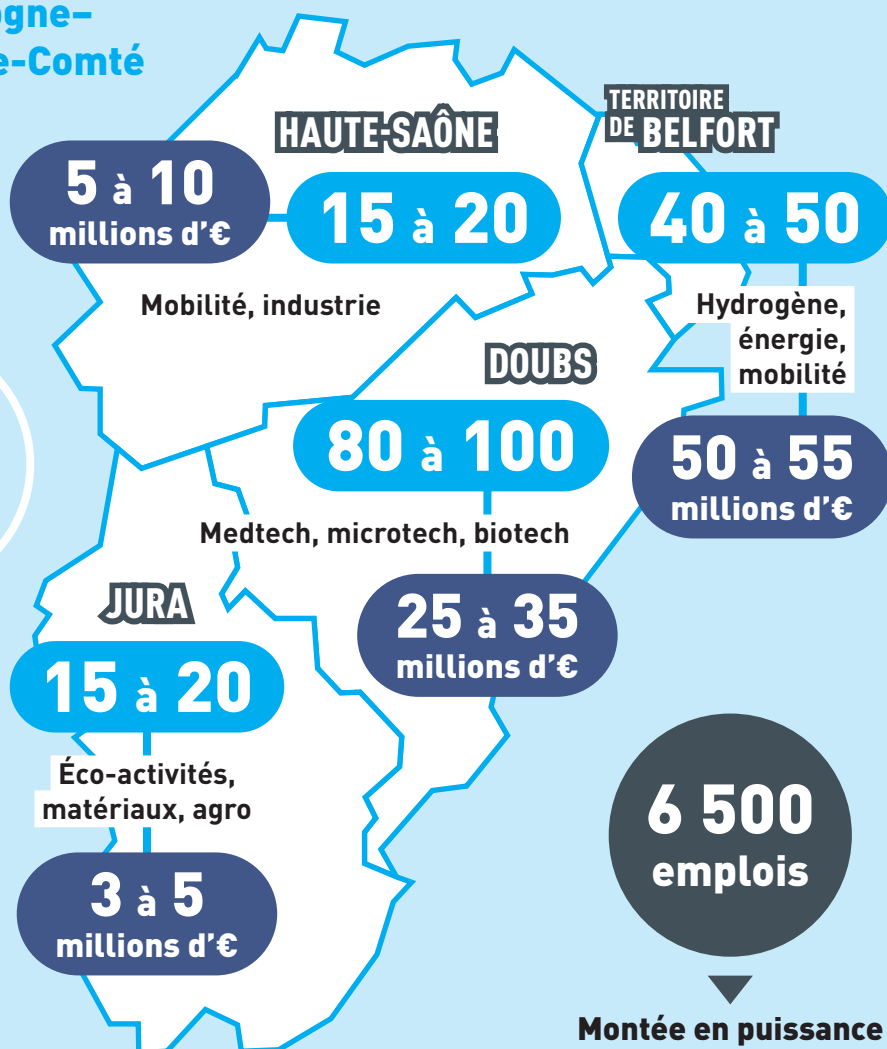 ogne–
e-Comté
HAUTE-SAÔNE
5 à 10
millions d'€
15 à 20
Mobilité, industrie
TERRITOIRE
DE BELFORT
40 à 50
Hydrogène,
énergie,
mobilité
50 à 55
millions d'€
DOUBS
80 à 100
Medtech, microtech, biotech
25 à 35
millions d'€
JURA
15 à 20
Éco-activités,
matériaux, agro
3 à 5
millions d'€
6 500
emplois
Montée en puissance